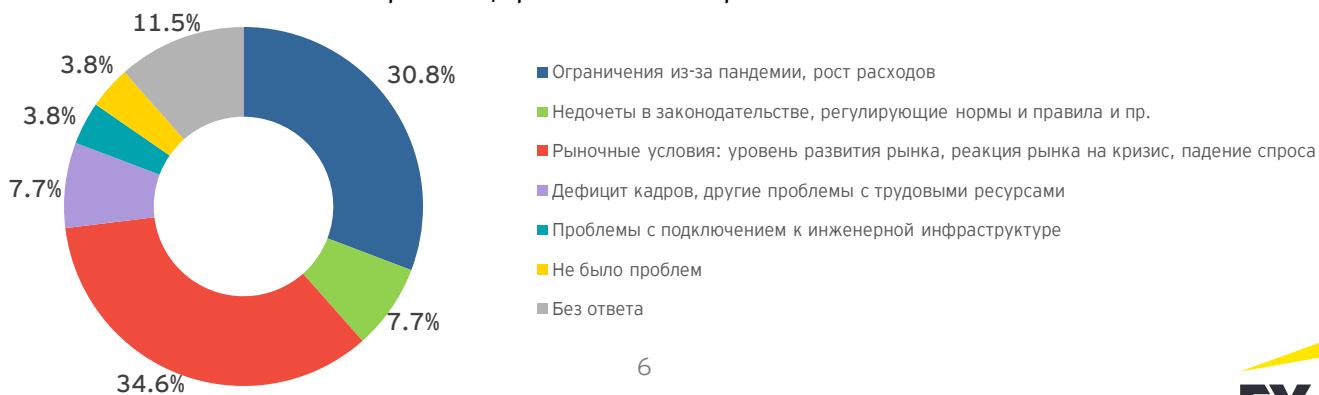 11.5%
3.8%
30.8%
3.8%
7.7%
7.7%
34.6%
Ограничения из-за пандемии, рост расходов
Недочеты в законодательстве, регулирующие нормы и правила и пр.
Рыночные условия: уровень развития рынка, реакция рынка на кризис, падение спроса
Дефицит кадров, другие проблемы с трудовыми ресурсами
Проблемы с подключением к инженерной инфраструктуре
Не было проблем
Без ответа
6
EY